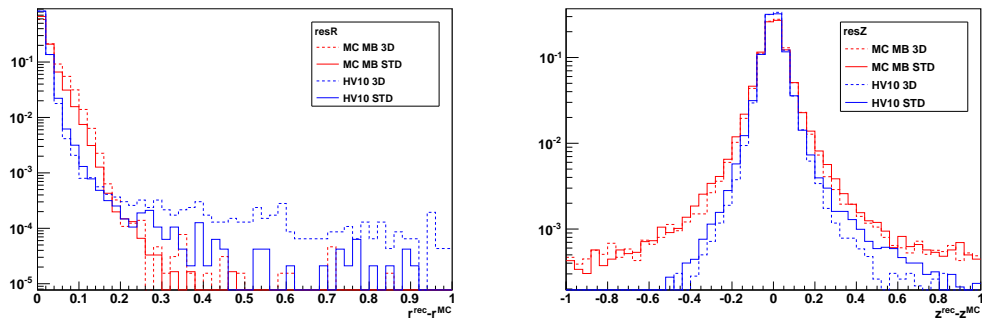 resR
MC MB 3D
MC MB STD
HV10 3D
HV10 STD
10⁻¹
10⁻²
10⁻³
10⁻⁴
10⁻⁵
0 0.1 0.2 0.3 0.4 0.5 0.6 0.7 0.8 0.9 1
r^rec-r^MC
resZ
MC MB 3D
MC MB STD
HV10 3D
HV10 STD
10⁻¹
10⁻²
10⁻³
-1 -0.8 -0.6 -0.4 -0.2 0 0.2 0.4 0.6 0.8 1
z^rec-z^MC